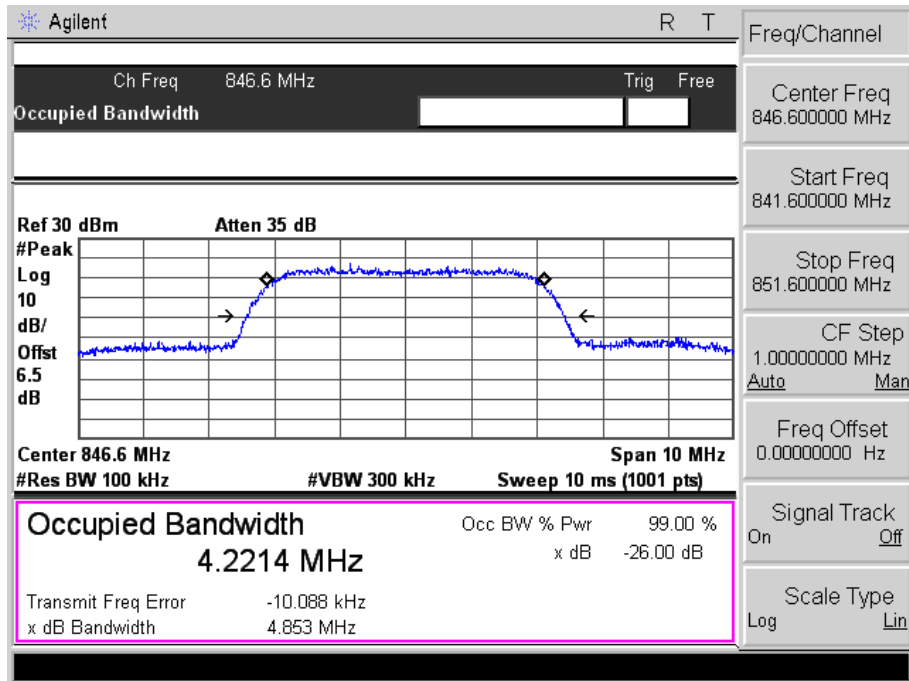 Agilent
R T
Ch Freq 846.6 MHz Trig Free
Occupied Bandwidth
Ref 30 dBm Atten 35 dB
#Peak
Log
10
dB/
Offst
6.5
dB
Center 846.6 MHz Span 10 MHz
#Res BW 100 kHz #VBW 300 kHz Sweep 10 ms (1001 pts)
Occupied Bandwidth
4.2214 MHz
Occ BW % Pwr 99.00 %
x dB -26.00 dB
Transmit Freq Error -10.088 kHz
x dB Bandwidth 4.853 MHz
Freq/Channel
Center Freq
846.600000 MHz
Start Freq
841.600000 MHz
Stop Freq
851.600000 MHz
CF Step
1.00000000 MHz
Auto Man
Freq Offset
0.00000000 Hz
Signal Track
On Off
Scale Type
Log Lin